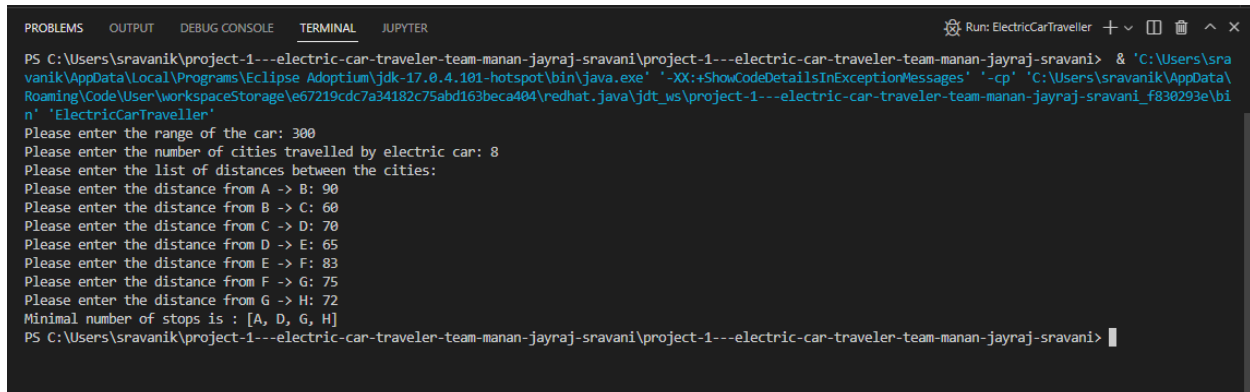 PROBLEMS OUTPUT DEBUG CONSOLE TERMINAL JUPYTER Run: ElectricCarTraveller
PS C:\Users\sravanik\project-1---electric-car-traveler-team-manan-jayraj-sravani\project-1---electric-car-traveler-team-manan-jayraj-sravani> & 'C:\Users\sra
vanik\AppData\Local\Programs\Eclipse Adoptium\jdk-17.0.4.101-hotspot\bin\java.exe' '-XX:+ShowCodeDetailsInExceptionMessages' '-cp' 'C:\Users\sravanik\AppData\
Roaming\Code\User\workspaceStorage\e67219cdc7a34182c75abd163beca404\redhat.java\jdt_ws\project-1---electric-car-traveler-team-manan-jayraj-sravani_f830293e\bi
n' 'ElectricCarTraveller'
Please enter the range of the car: 300
Please enter the number of cities travelled by electric car: 8
Please enter the list of distances between the cities:
Please enter the distance from A -> B: 90
Please enter the distance from B -> C: 60
Please enter the distance from C -> D: 70
Please enter the distance from D -> E: 65
Please enter the distance from E -> F: 83
Please enter the distance from F -> G: 75
Please enter the distance from G -> H: 72
Minimal number of stops is : [A, D, G, H]
PS C:\Users\sravanik\project-1---electric-car-traveler-team-manan-jayraj-sravani\project-1---electric-car-traveler-team-manan-jayraj-sravani>